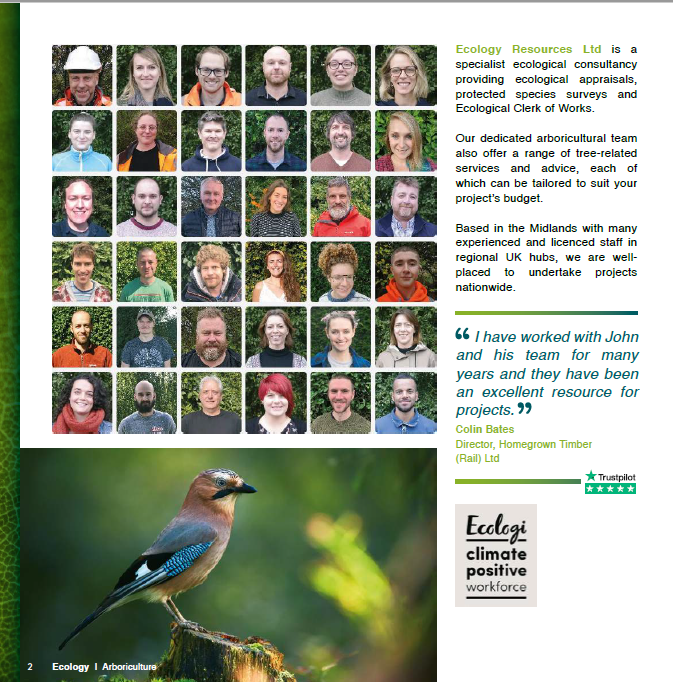 Ecology Resources Ltd is a
specialist ecological consultancy
providing ecological appraisals,
protected species surveys and
Ecological Clerk of Works.
Our dedicated arboricultural team
also offer a range of tree-related
services and advice, each of
which can be tailored to suit your
project's budget.
Based in the Midlands with many
experienced and licenced staff in
regional UK hubs, we are well-
placed to undertake projects
nationwide.
“ I have worked with John
and his team for many
years and they have been
an excellent resource for
projects. ”
Colin Bates
Director, Homegrown Timber
(Rail) Ltd
Trustpilot
Ecologi
climate
positive
workforce
2 Ecology | Arboriculture